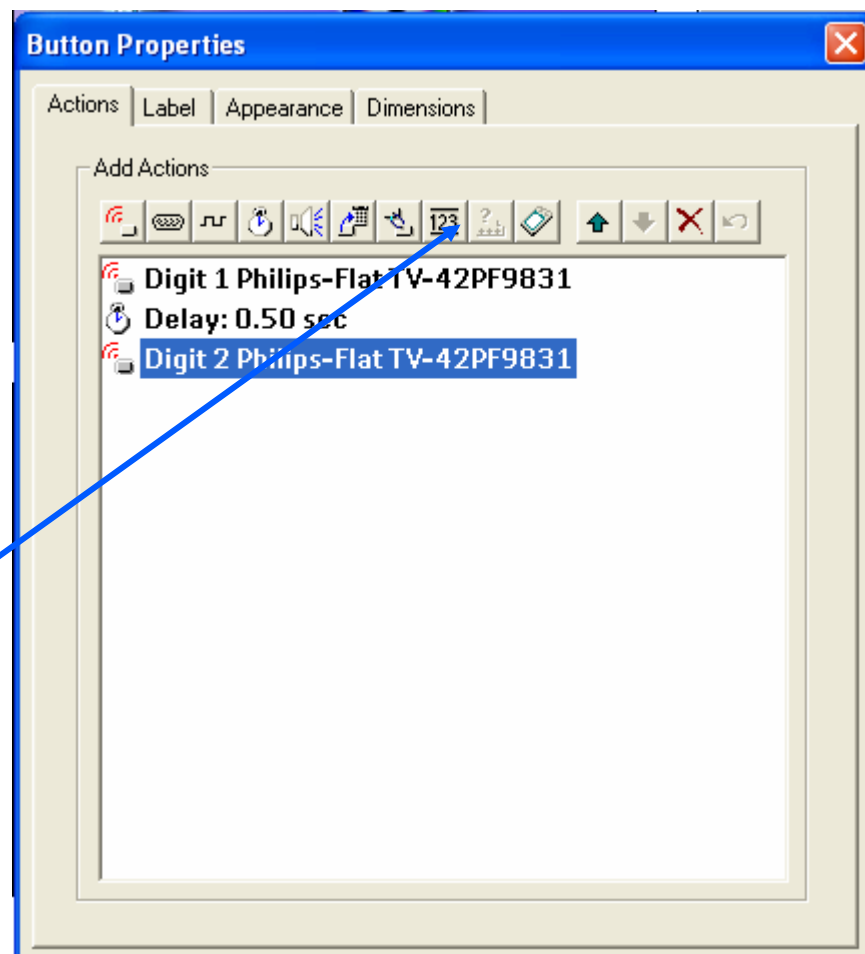 Button Properties
Actions Label Appearance Dimensions
Add Actions
123 ?
Digit 1 Philips-Flat TV-42PF9831
Delay: 0.50 sec
Digit 2 Philips-Flat TV-42PF9831